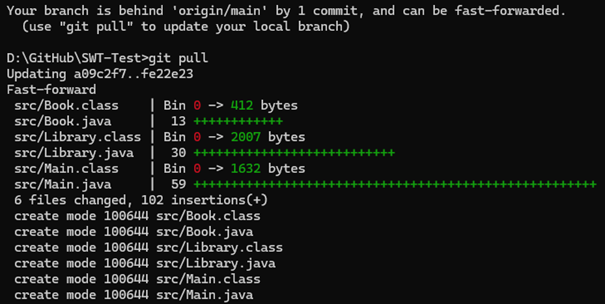 Your branch is behind 'origin/main' by 1 commit, and can be fast-forwarded.
  (use "git pull" to update your local branch)

D:\GitHub\SWT-Test>git pull
Updating a09c2f7..fe22e23
Fast-forward
 src/Book.class    | Bin 0 -> 412 bytes
 src/Book.java     |  13 ++++++++++++
 src/Library.class | Bin 0 -> 2007 bytes
 src/Library.java  |  30 +++++++++++++++++++++++++++
 src/Main.class    | Bin 0 -> 1632 bytes
 src/Main.java     |  59 +++++++++++++++++++++++++++++++++++++++++++++++++++++++
 6 files changed, 102 insertions(+)
 create mode 100644 src/Book.class
 create mode 100644 src/Book.java
 create mode 100644 src/Library.class
 create mode 100644 src/Library.java
 create mode 100644 src/Main.class
 create mode 100644 src/Main.java